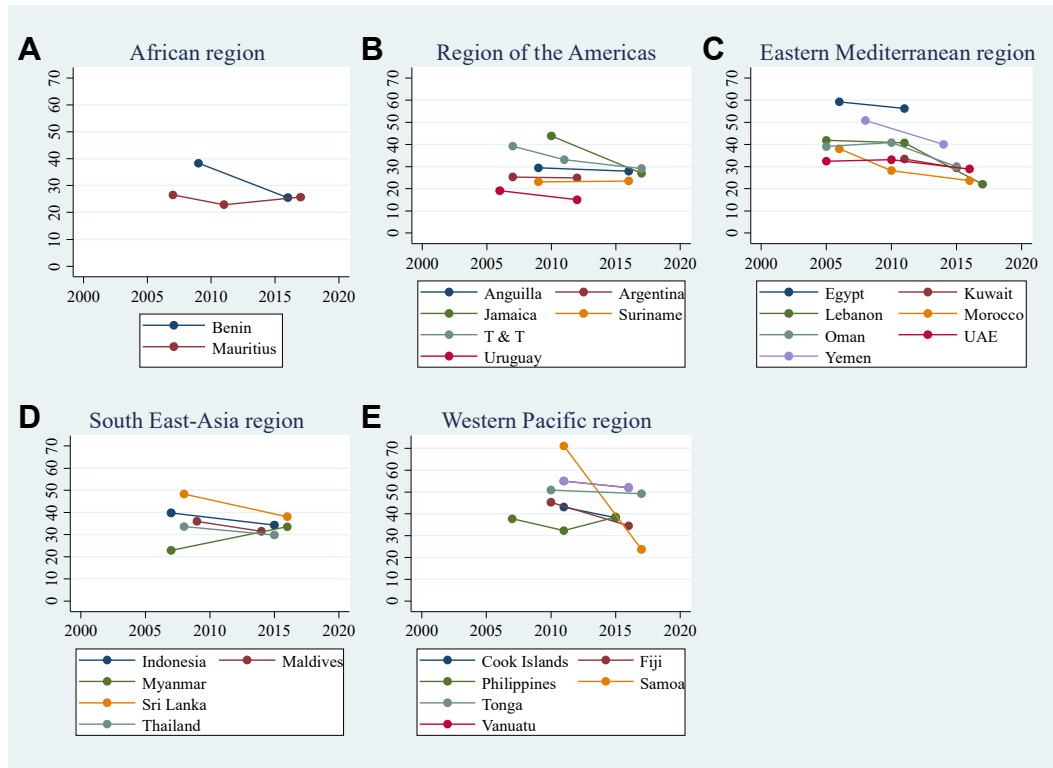 A African region
70
60
50
40
30
20
10
0
2000 2005 2010 2015 2020
Benin
Mauritius
B Region of the Americas
70
60
50
40
30
20
10
0
2000 2005 2010 2015 2020
Anguilla Argentina
Jamaica Suriname
T & T
Uruguay
C Eastern Mediterranean region
70
60
50
40
30
20
10
0
2000 2005 2010 2015 2020
Egypt Kuwait
Lebanon Morocco
Oman UAE
Yemen
D South East-Asia region
70
60
50
40
30
20
10
0
2000 2005 2010 2015 2020
Indonesia Maldives
Myanmar
Sri Lanka
Thailand
E Western Pacific region
70
60
50
40
30
20
10
0
2000 2005 2010 2015 2020
Cook Islands Fiji
Philippines Samoa
Tonga
Vanuatu